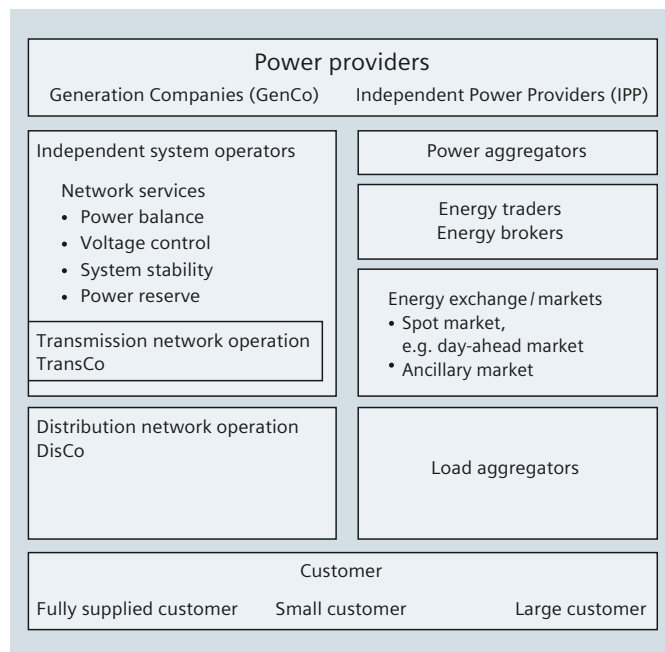 Power providers
Generation Companies (GenCo) Independent Power Providers (IPP)
Independent system operators
Network services
• Power balance
• Voltage control
• System stability
• Power reserve
Transmission network operation
TransCo
Distribution network operation
DisCo
Power aggregators
Energy traders
Energy brokers
Energy exchange / markets
• Spot market,
e.g. day-ahead market
• Ancillary market
Load aggregators
Customer
Fully supplied customer Small customer Large customer